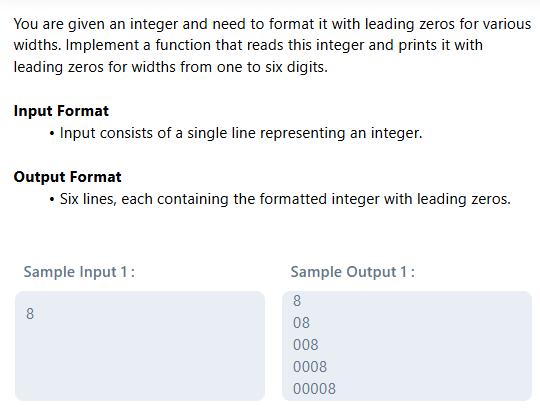 You are given an integer and need to format it with leading zeros for various
widths. Implement a function that reads this integer and prints it with
leading zeros for widths from one to six digits.
Input Format
• Input consists of a single line representing an integer.
Output Format
• Six lines, each containing the formatted integer with leading zeros.
Sample Input 1:
8
Sample Output 1:
8
08
008
0008
00008